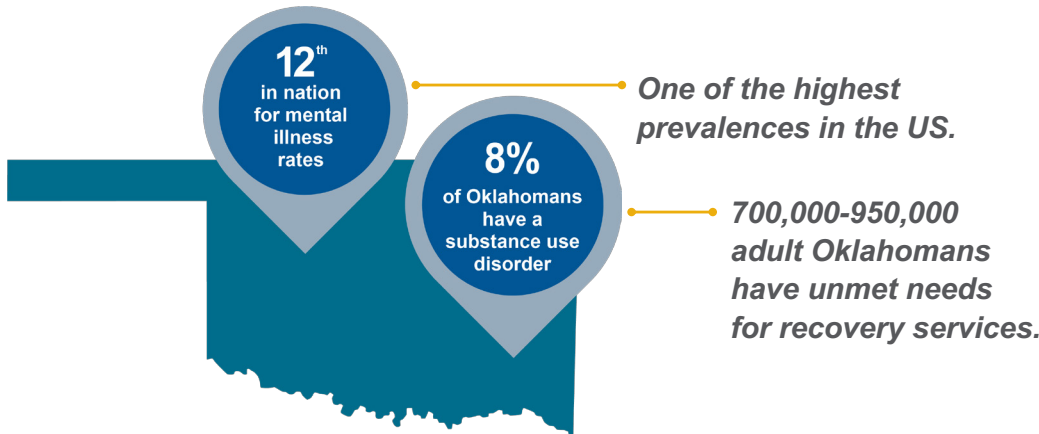 12th
in nation
for mental
illness
rates
One of the highest
prevalences in the US.
8%
of Oklahomans
have a
substance use
disorder
700,000-950,000
adult Oklahomans
have unmet needs
for recovery services.